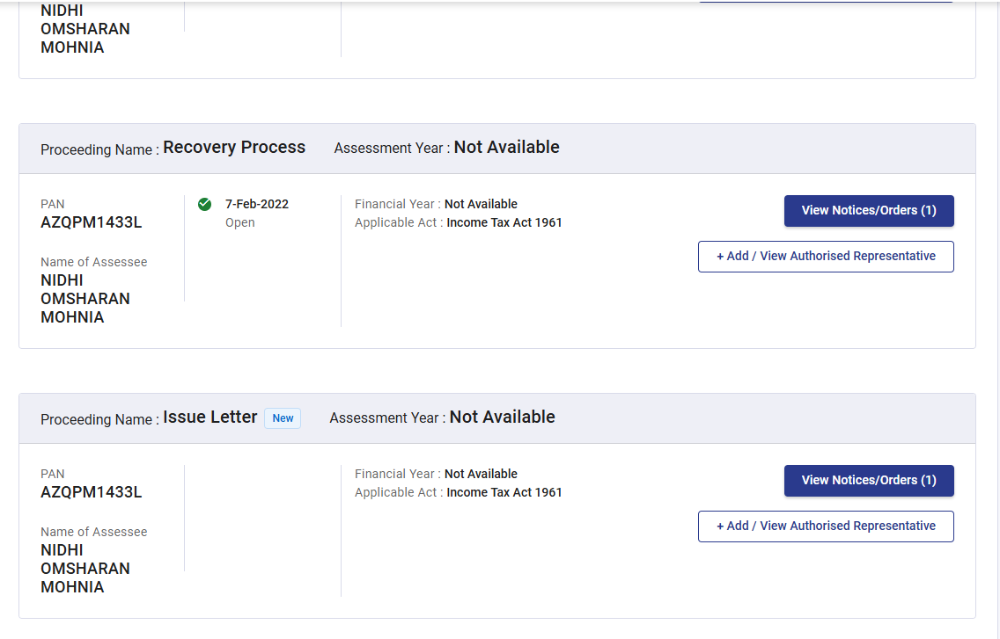 NIDHI
OMSHARAN
MOHNIA
Proceeding Name : Recovery Process Assessment Year : Not Available
PAN
AZQPM1433L
Name of Assessee
NIDHI
OMSHARAN
MOHNIA
7-Feb-2022
Open
Financial Year : Not Available
Applicable Act : Income Tax Act 1961
View Notices/Orders (1)
+ Add / View Authorised Representative
Proceeding Name : Issue Letter New Assessment Year : Not Available
PAN
AZQPM1433L
Name of Assessee
NIDHI
OMSHARAN
MOHNIA
Financial Year : Not Available
Applicable Act : Income Tax Act 1961
View Notices/Orders (1)
+ Add / View Authorised Representative